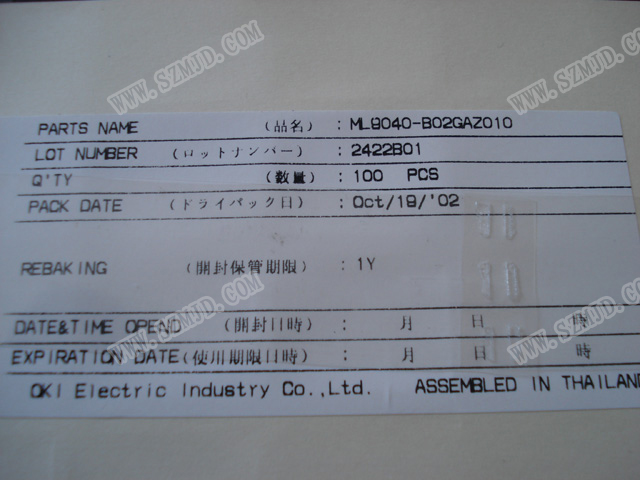 PARTS NAME (品名) : ML9040-B02GAZ010
LOT NUMBER (ロットナンバー) : 2422B01
Q'TY (数量) : 100 PCS
PACK DATE (ドライパック日) : Oct/19/'02
REBAKING (開封保管期限) : 1Y
DATE&TIME OPEND (開封日時) : 月 日 時
EXPIRATION DATE(使用期限日時) : 月 日 時
OKI Electric Industry Co.,Ltd. ASSEMBLED IN THAILAND
WWW.SZMJD.COM
WWW.SZMJD.COM
WWW.SZMJD.COM
WWW.SZMJD.COM